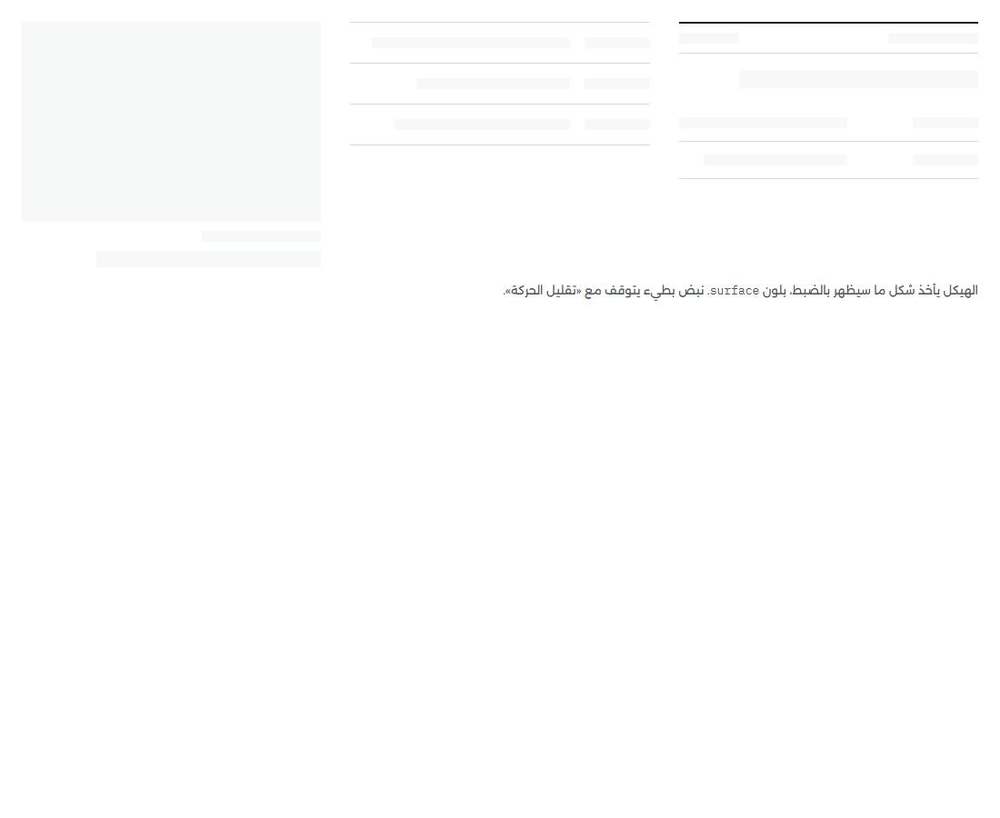 الهيكل يأخذ شكل ما سيظهر بالضبط، بلون surface. نبض بطيء يتوقف مع «تقليل الحركة».